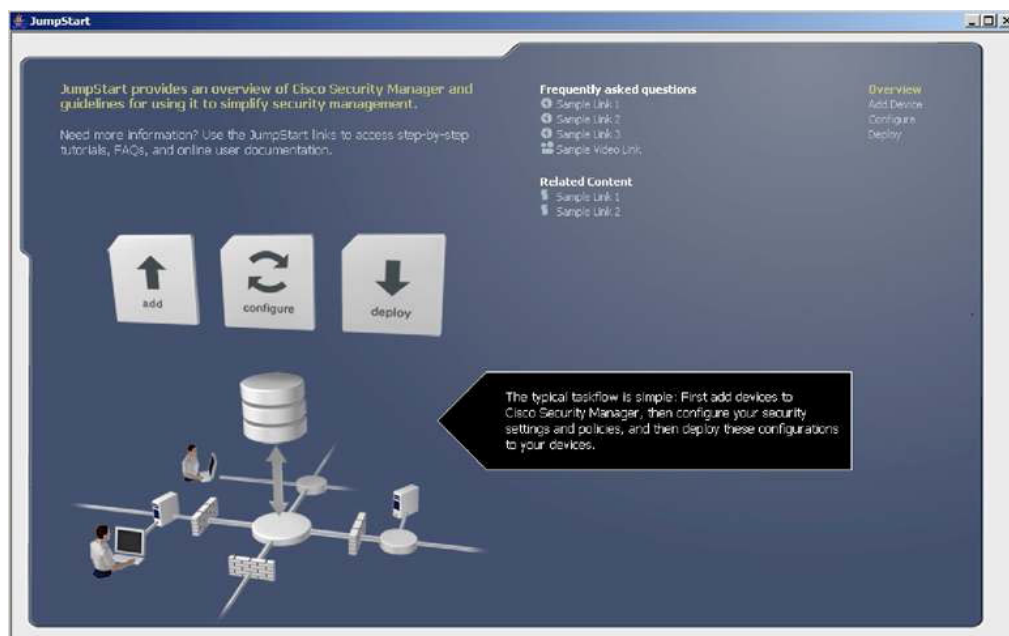 JumpStart
JumpStart provides an overview of Cisco Security Manager and
guidelines for using it to simplify security management.
Need more information? Use the JumpStart links to access step-by-step
tutorials, FAQs, and online user documentation.
Frequently asked questions
Sample Link 1
Sample Link 2
Sample Link 3
Sample Video Link
Related Content
Sample Link 1
Sample Link 2
Overview
Add Device
Configure
Deploy
add
configure
deploy
The typical taskflow is simple: First add devices to
Cisco Security Manager, then configure your security
settings and policies, and then deploy these configurations
to your devices.